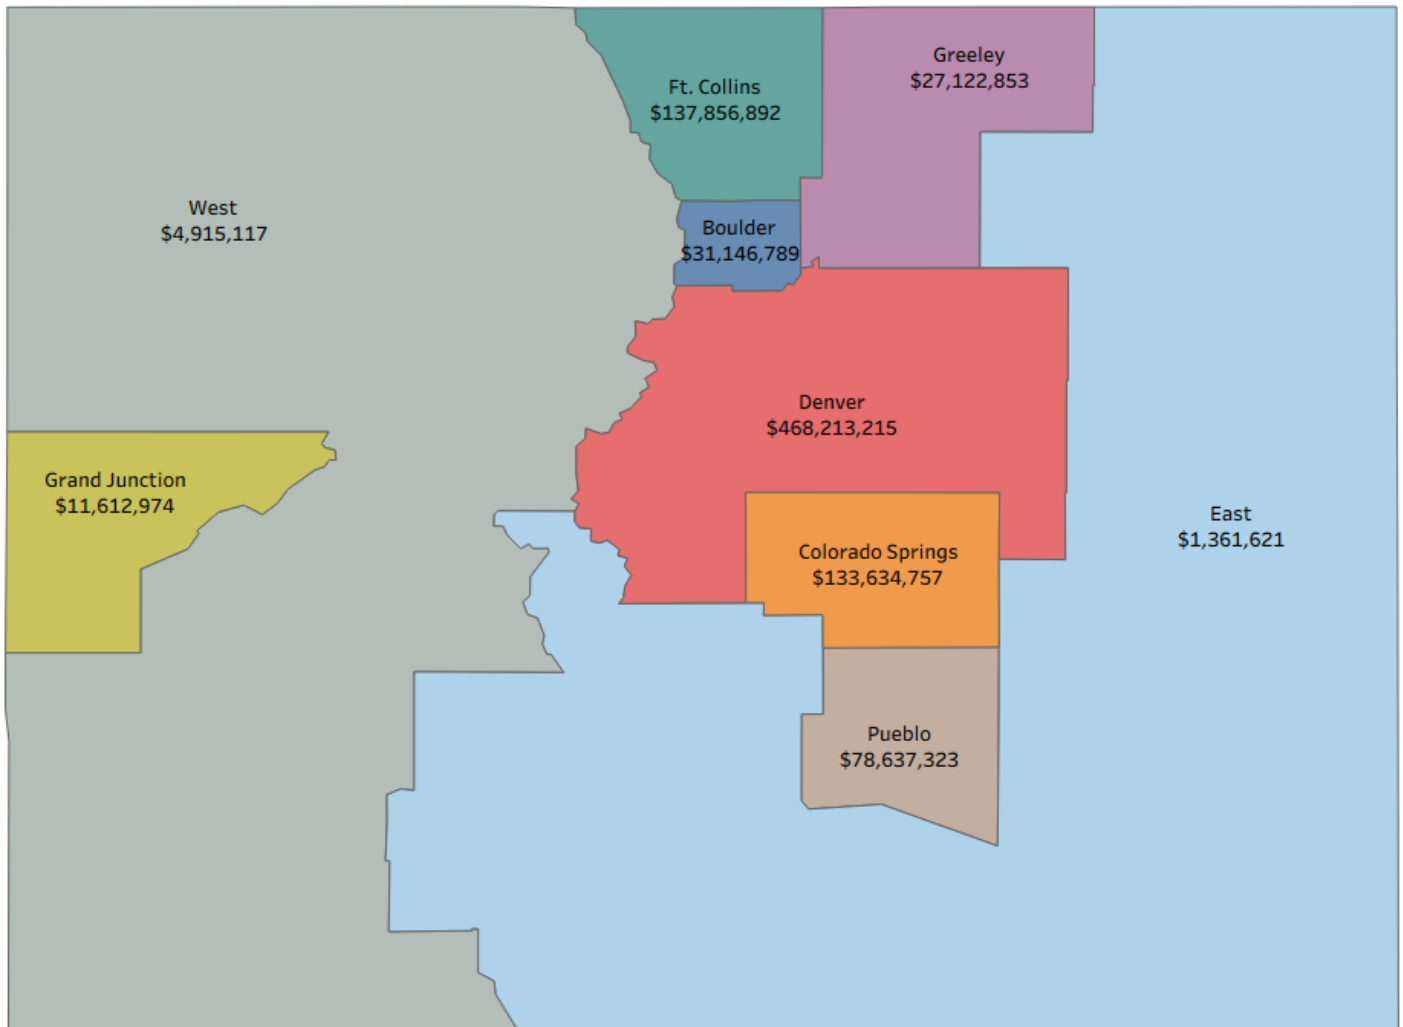 Greeley
$27,122,853
Ft. Collins
$137,856,892
West
$4,915,117
Boulder
$31,146,789
Denver
$468,213,215
Grand Junction
$11,612,974
East
$1,361,621
Colorado Springs
$133,634,757
Pueblo
$78,637,323